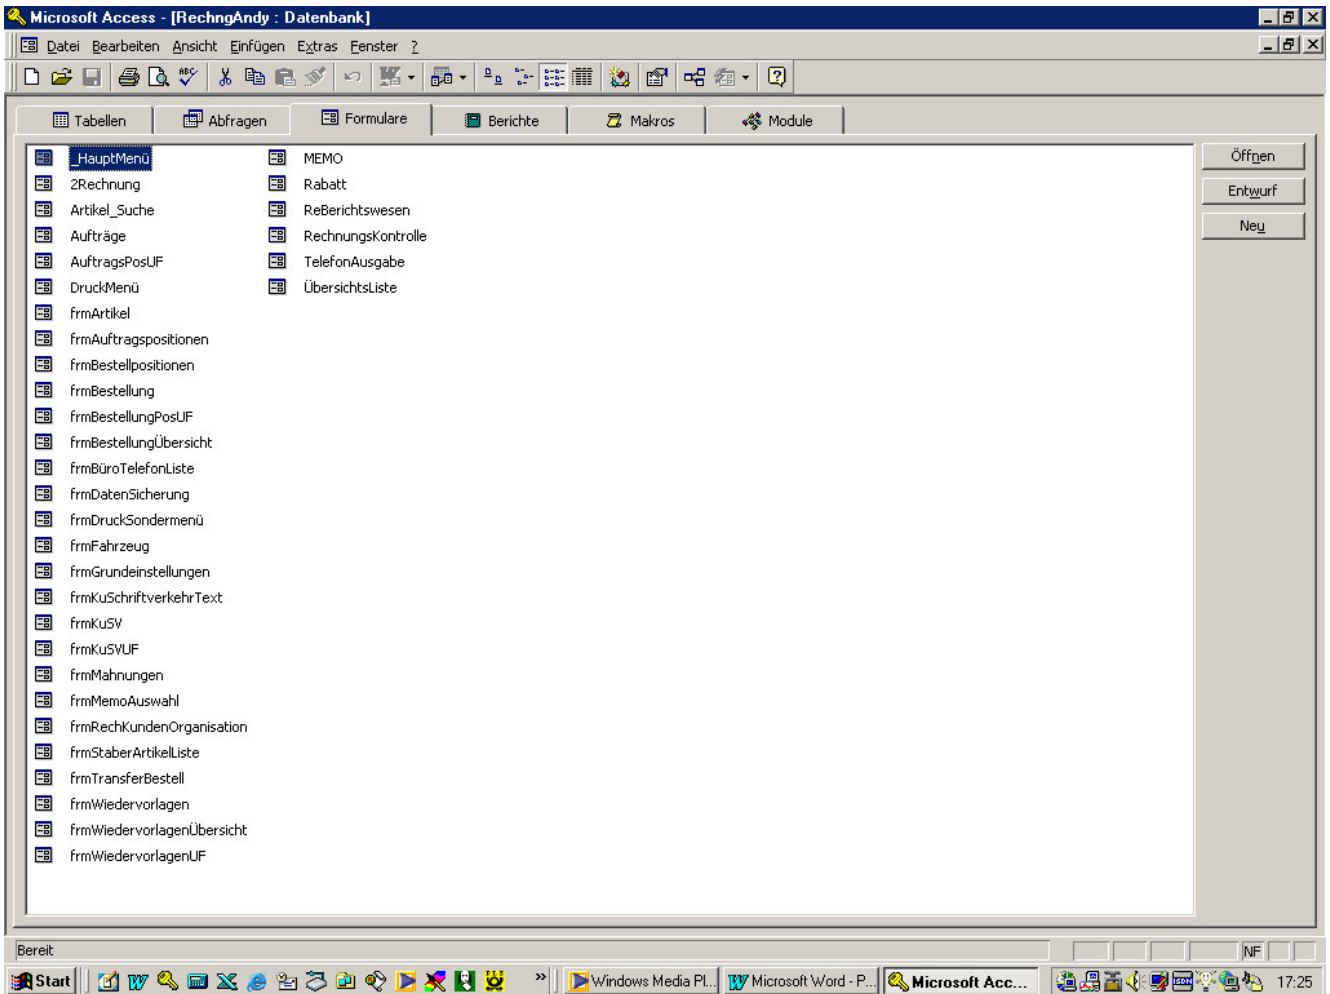 Microsoft Access - [RechngAndy : Datenbank]
Datei Bearbeiten Ansicht Einfügen Extras Fenster ?
Tabellen Abfragen Formulare Berichte Makros Module
_HauptMenü MEMO Öffnen
2Rechnung Rabatt Entwurf
Artikel_Suche ReBerichtswesen
Aufträge RechnungsKontrolle Neu
AuftragsPosUF TelefonAusgabe
DruckMenü ÜbersichtsListe
frmArtikel
frmAuftragspositionen
frmBestellpositionen
frmBestellung
frmBestellungPosUF
frmBestellungÜbersicht
frmBüroTelefonListe
frmDatenSicherung
frmDruckSondermenü
frmFahrzeug
frmGrundeinstellungen
frmKuSchriftverkehrText
frmKuSV
frmKuSVUF
frmMahnungen
frmMemoAuswahl
frmRechKundenOrganisation
frmStaberArtikelListe
frmTransferBestell
frmWiedervorlagen
frmWiedervorlagenÜbersicht
frmWiedervorlagenUF
Bereit NF
Start » Windows Media Pl... Microsoft Word - P... Microsoft Acc... 17:25